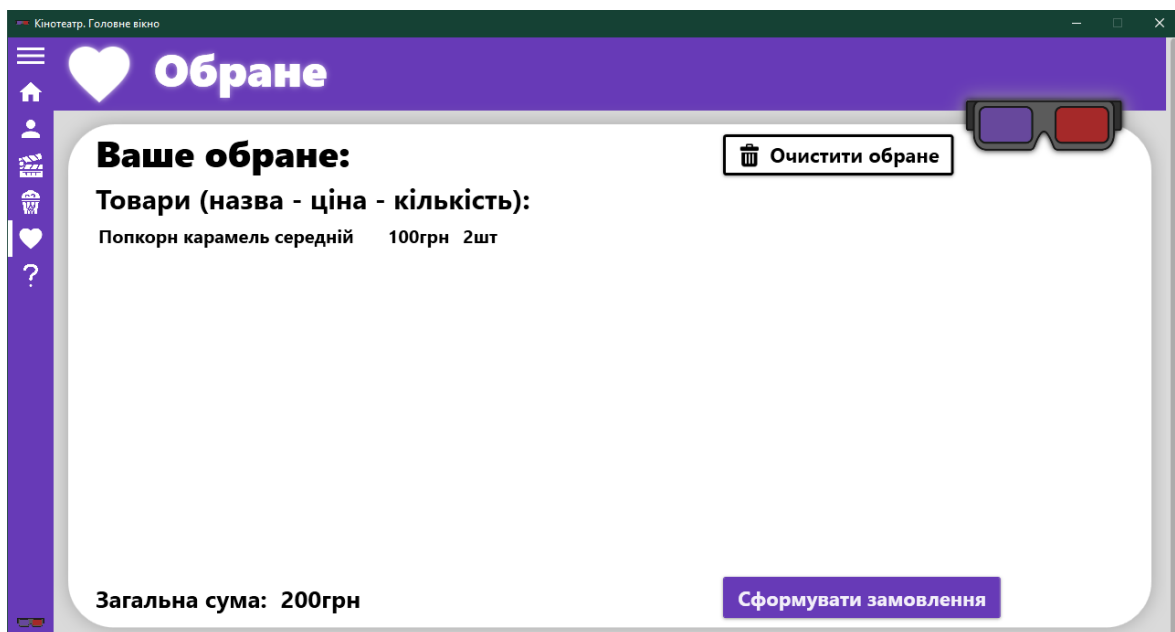 Кінотеатр. Головне вікно
Обране
Ваше обране:
Очистити обране
Товари (назва - ціна - кількість):
Попкорн карамель середній 100грн 2шт
Загальна сума: 200грн
Сформувати замовлення